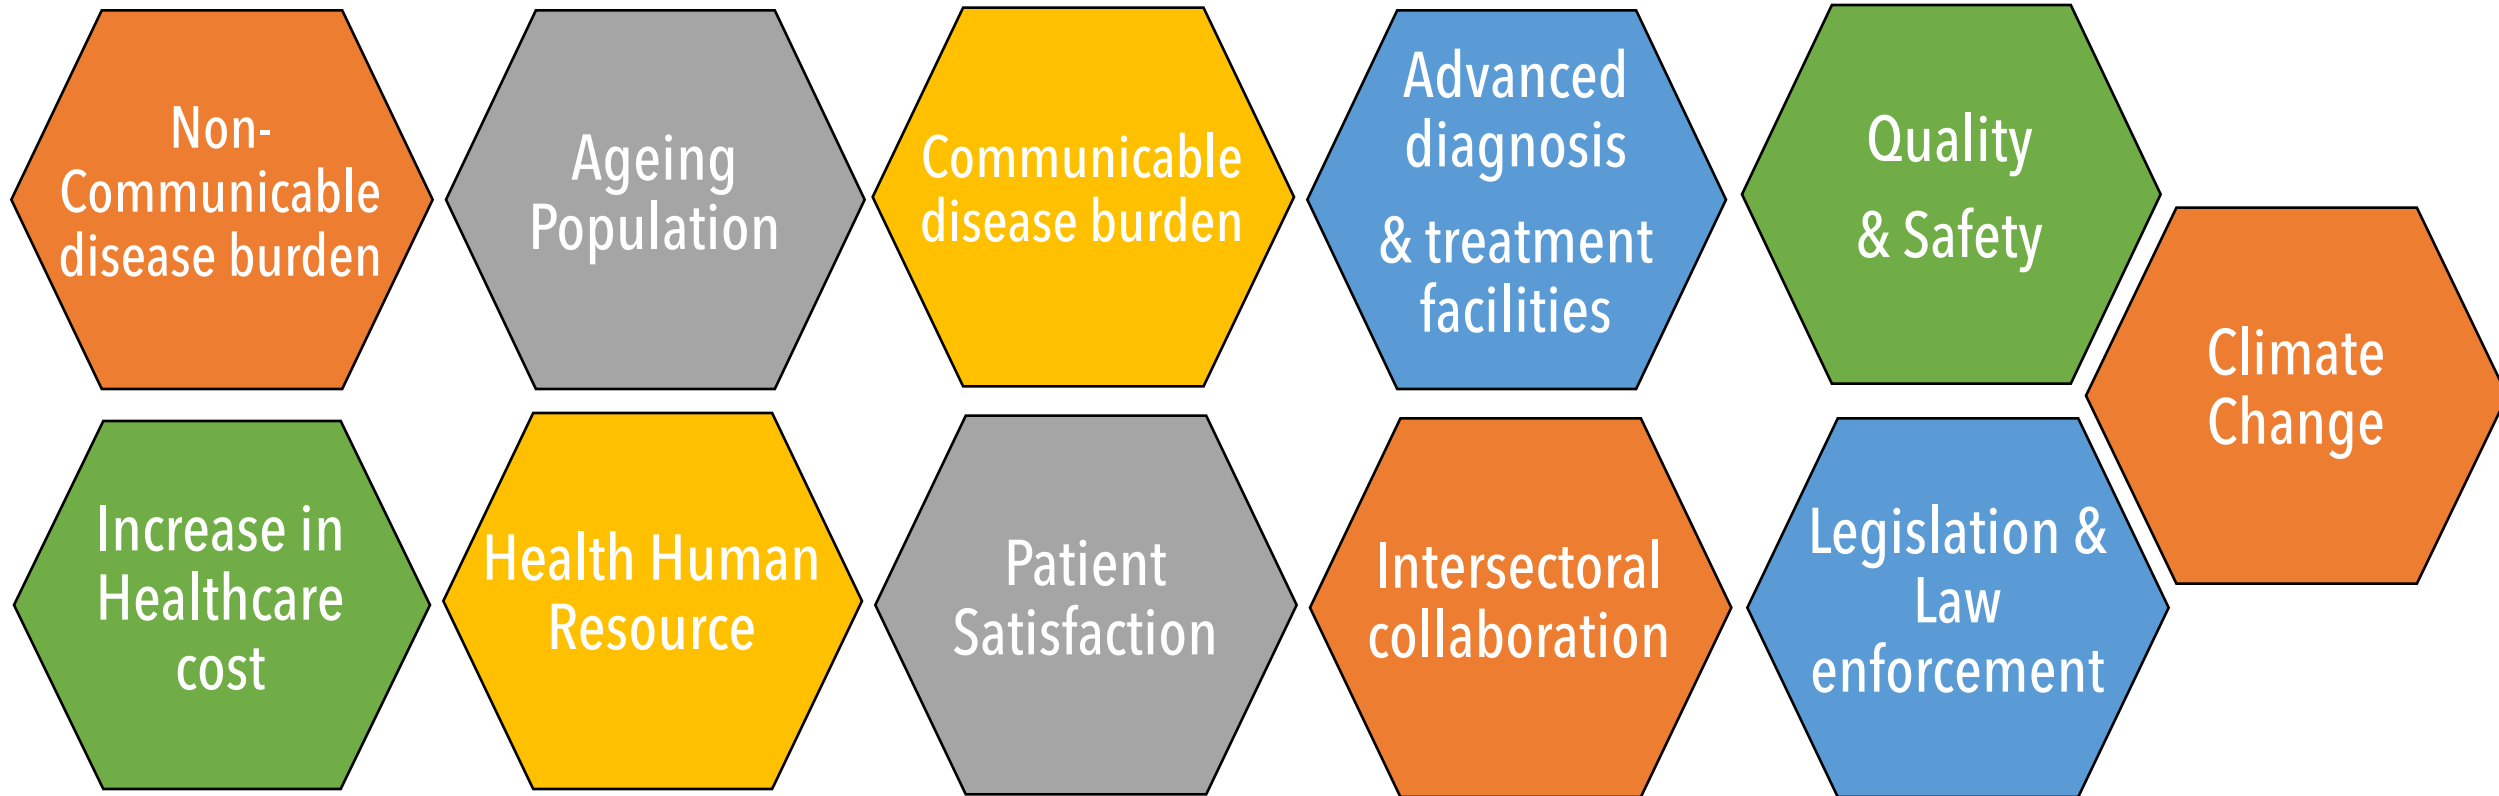 Non-
Communicable
disease burden
Ageing
Population
Communicable
disease burden
Advanced
diagnosis
& treatment
facilities
Quality
& Safety
Climate
Change
Increase in
Healthcare
cost
Health Human
Resource
Patient
Satisfaction
Intersectoral
collaboration
Legislation &
Law
enforcement